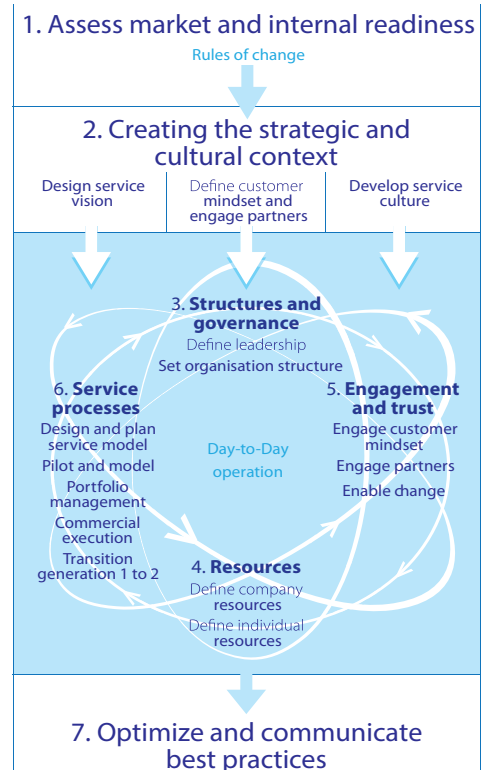 1. Assess market and internal readiness
Rules of change
2. Creating the strategic and
cultural context
Design service
vision
Define customer
mindset and
engage partners
Develop service
culture
3. Structures and
governance
Define leadership
Set organisation structure
6. Service
processes
Design and plan
service model
Pilot and model
Portfolio
management
Commercial
execution
Transition
generation 1 to 2
Day-to-Day
operation
5. Engagement
and trust
Engage customer
mindset
Engage partners
Enable change
4. Resources
Define company
resources
Define individual
resources
7. Optimize and communicate
best practices